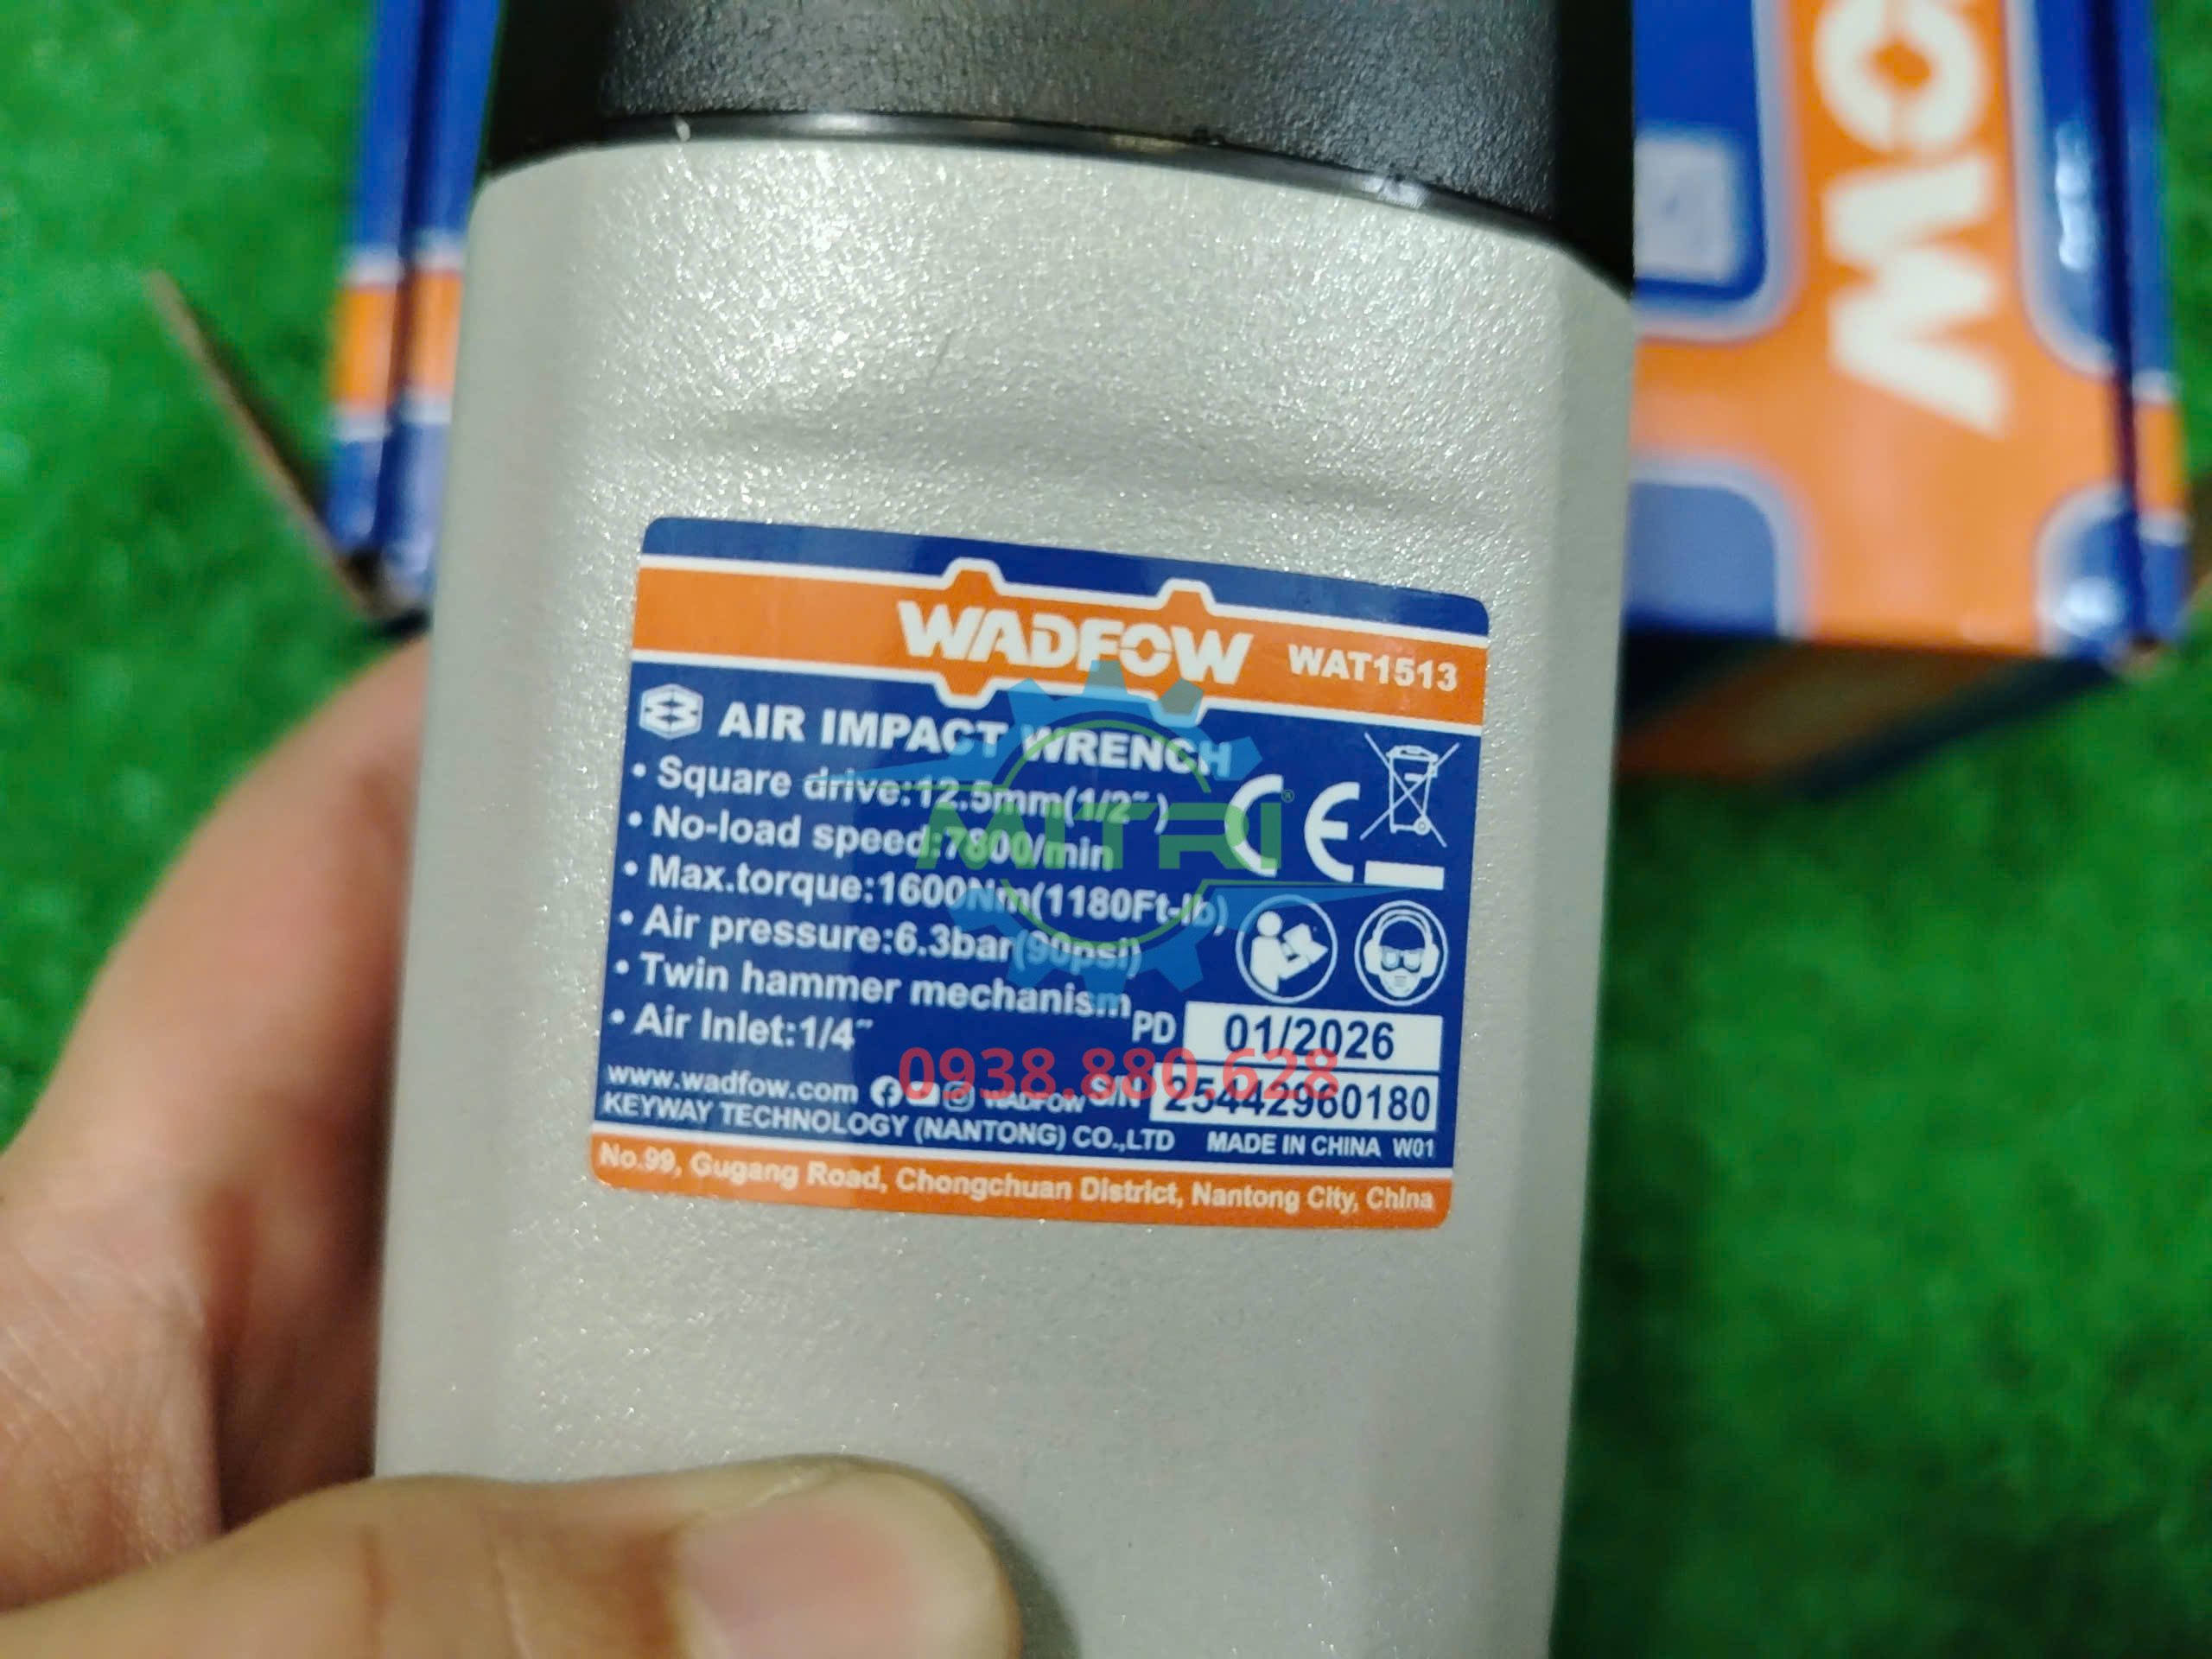 WADFOW WAT1513
AIR IMPACT WRENCH
• Square drive:12.5mm(1/2″)
• No-load speed:7800/min
• Max.torque:1600Nm(1180Ft-lb)
• Air pressure:6.3bar(90psi)
• Twin hammer mechanism
• Air Inlet:1/4″
CE
PD 01/2026
www.wadfow.com WADFOW S/N 25442960180
KEYWAY TECHNOLOGY (NANTONG) CO.,LTD MADE IN CHINA W01
No.99, Gugang Road, Chongchuan District, Nantong City, China
MITRI®
0938.880.628
OW